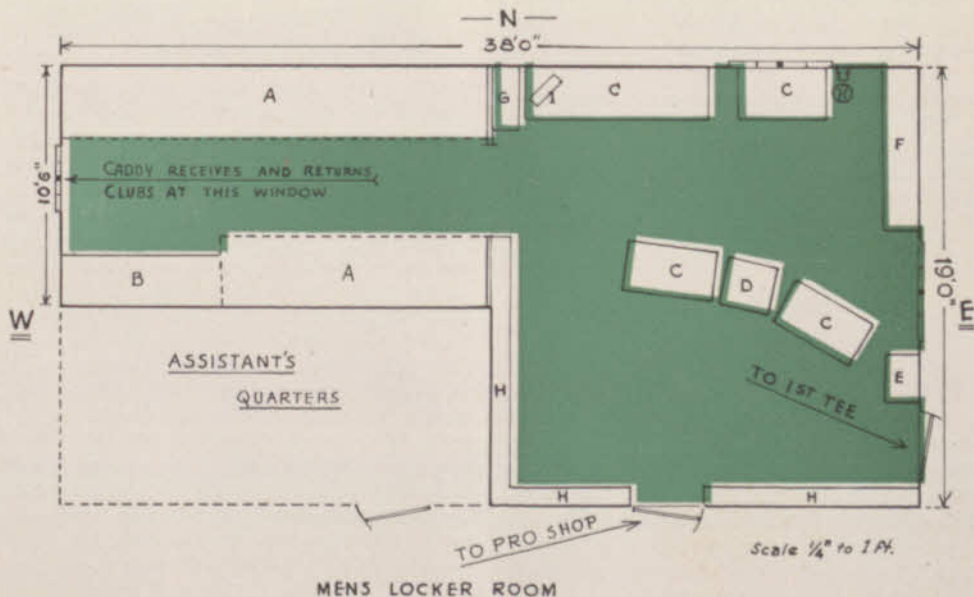 — N —
38'0"
A
G
I
C
C
F
10'6"
CADDY RECEIVES AND RETURNS
CLUBS AT THIS WINDOW
B
A
C
D
C
19'0"
W
E
ASSISTANT'S
QUARTERS
H
E
TO 1ST TEE
H
H
TO PRO SHOP
Scale 1/4" to 1 Ft.
MENS LOCKER ROOM